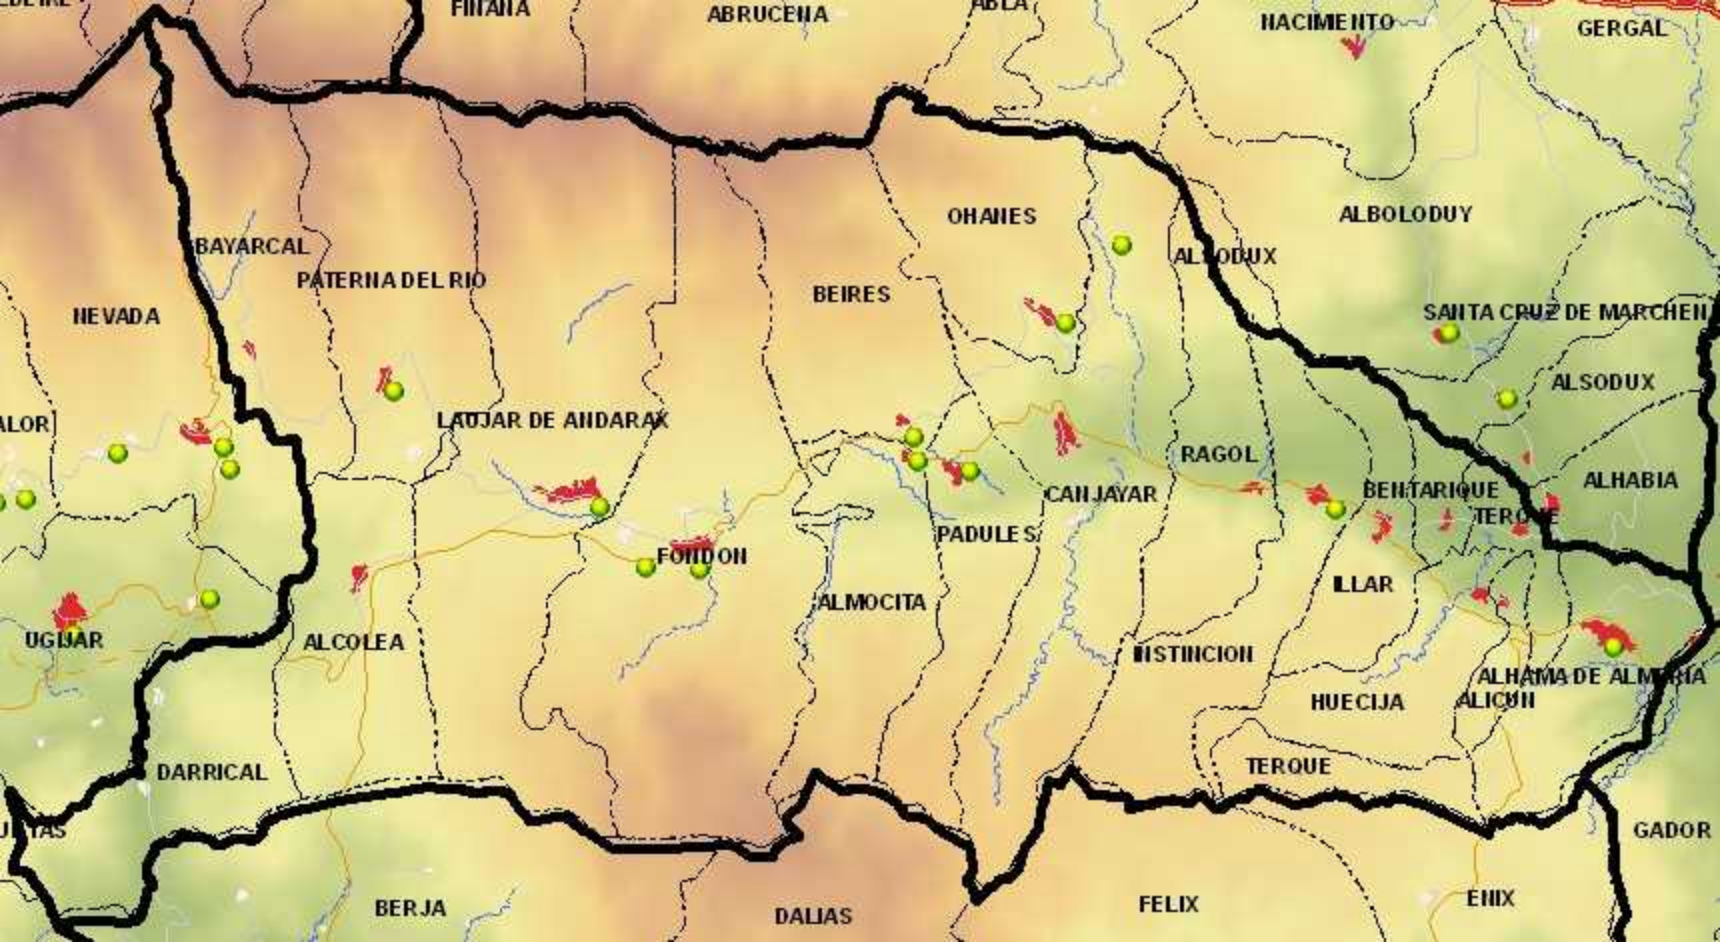 FIÑANA
ABRUCENA
ABLA
NACIMIENTO
GERGAL
OHANES
ALBOLODUY
BAYARCAL
ALSODUX
PATERNA DEL RIO
BEIRES
NEVADA
SANTA CRUZ DE MARCHEN
ALSODUX
LAUJAR DE ANDARAX
ALOR
RAGOL
ALHABIA
CANJAYAR
BENTARIQUE
TERQUE
PADULES
FONDON
ILLAR
ALMOCITA
UGIJAR
ALCOLEA
INSTINCION
ALHAMA DE ALMERIA
HUECIJA
ALICUN
DARRICAL
TERQUE
GADOR
BERJA
DALIAS
FELIX
ENIX